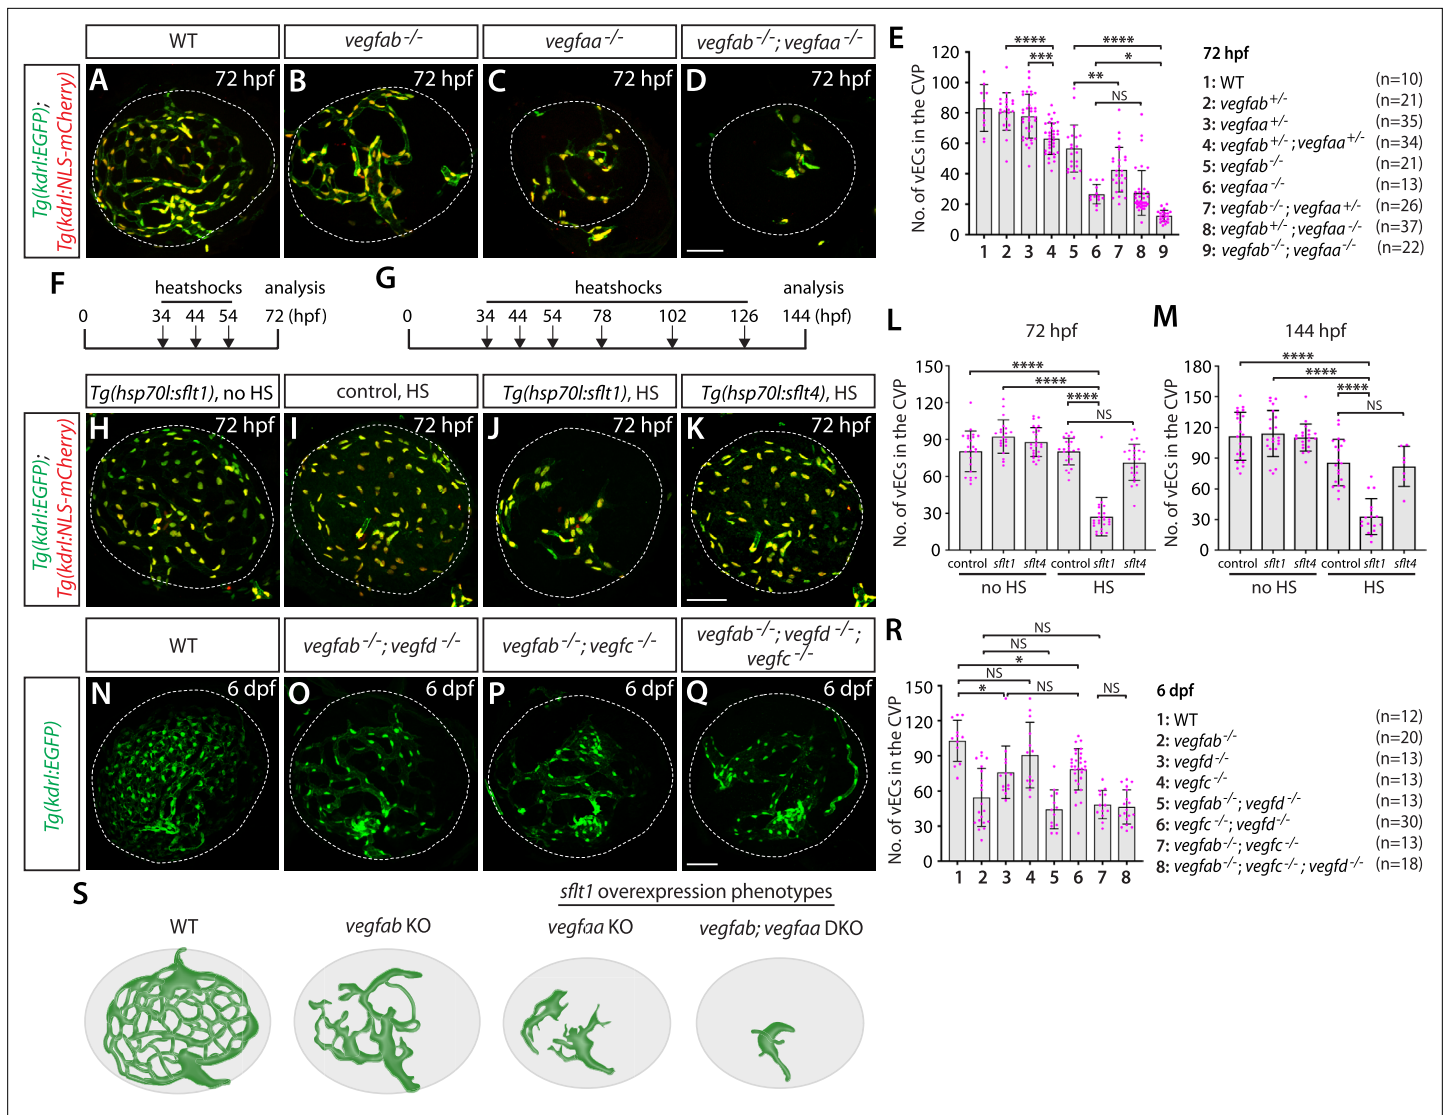 WT
vegfab-/-
vegfaa-/-
vegfab-/-; vegfaa-/-
Tg(kdrl:EGFP);
Tg(kdrl:NLS-mCherry)
A 72 hpf
B 72 hpf
C 72 hpf
D 72 hpf
E
No. of vECs in the CVP
120
100
80
60
40
20
0
**** ****
*** *
**
NS
1 2 3 4 5 6 7 8 9
72 hpf
1: WT (n=10)
2: vegfab+/- (n=21)
3: vegfaa+/- (n=35)
4: vegfab+/-; vegfaa+/- (n=34)
5: vegfab-/- (n=21)
6: vegfaa-/- (n=13)
7: vegfab-/-; vegfaa+/- (n=26)
8: vegfab+/-; vegfaa-/- (n=37)
9: vegfab-/-; vegfaa-/- (n=22)
F
heatshocks analysis
0 34 44 54 72 (hpf)
G
heatshocks analysis
0 34 44 54 78 102 126 144 (hpf)
Tg(hsp70l:sflt1), no HS
control, HS
Tg(hsp70l:sflt1), HS
Tg(hsp70l:sflt4), HS
Tg(kdrl:EGFP);
Tg(kdrl:NLS-mCherry)
H 72 hpf
I 72 hpf
J 72 hpf
K 72 hpf
L
72 hpf
No. of vECs in the CVP
150
120
90
60
30
0
****
****
****
NS
control sflt1 sflt4 control sflt1 sflt4
no HS HS
M
144 hpf
No. of vECs in the CVP
180
150
120
90
60
30
0
****
****
****
NS
control sflt1 sflt4 control sflt1 sflt4
no HS HS
WT
vegfab-/-; vegfd-/-
vegfab-/-; vegfc-/-
vegfab-/-; vegfd-/-;
vegfc-/-
Tg(kdrl:EGFP)
N 6 dpf
O 6 dpf
P 6 dpf
Q 6 dpf
R
No. of vECs in the CVP
150
120
90
60
30
0
NS
NS
*
NS
* NS NS
1 2 3 4 5 6 7 8
6 dpf
1: WT (n=12)
2: vegfab-/- (n=20)
3: vegfd-/- (n=13)
4: vegfc-/- (n=13)
5: vegfab-/-; vegfd-/- (n=13)
6: vegfc-/-; vegfd-/- (n=30)
7: vegfab-/-; vegfc-/- (n=13)
8: vegfab-/-; vegfc-/-; vegfd-/- (n=18)
S
sflt1 overexpression phenotypes
WT
vegfab KO
vegfaa KO
vegfab; vegfaa DKO